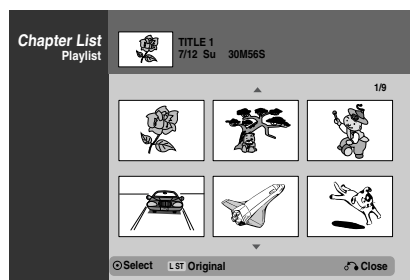 Chapter List
Playlist
TITLE 1
7/12 Su 30M56S
1/9
Select LST Original Close